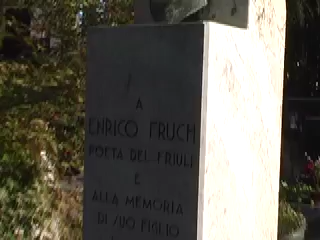 A
ENRICO FRUCH
POETA DEL FRIULI
E
ALLA MEMORIA
DI SUO FIGLIO